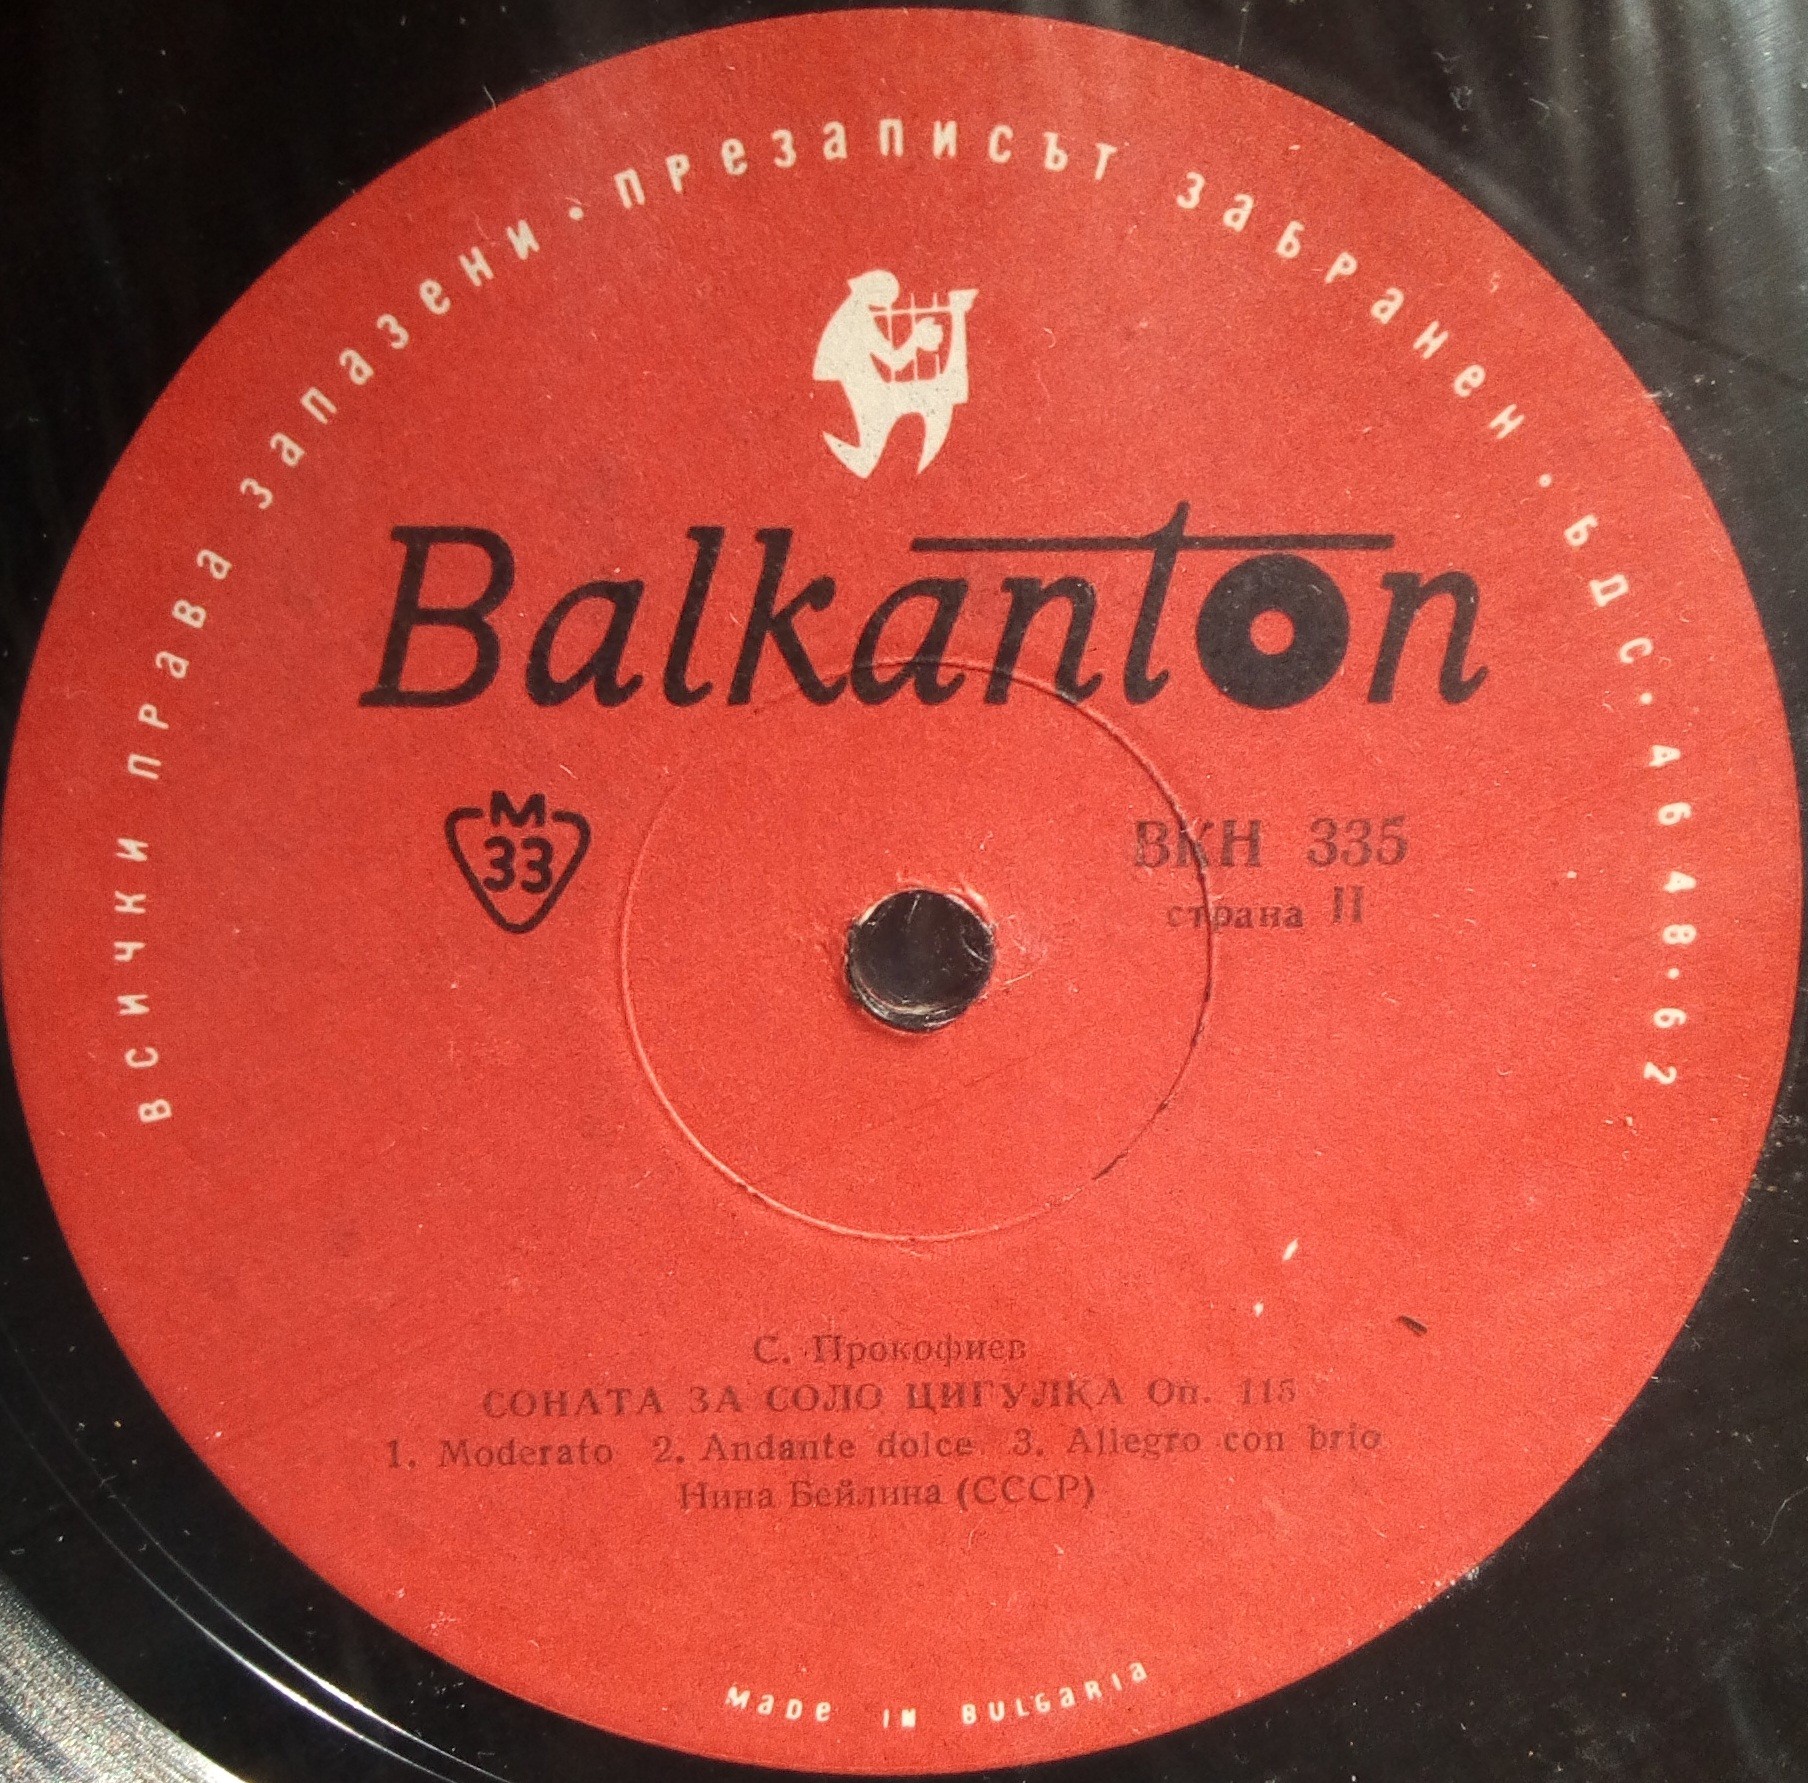 всички права запазени · презаписът забранен · БДС · 4648 · 62
Balkanton
M
33
ВКН 335
страна II
С. Прокофиев
СОНАТА ЗА СОЛО ЦИГУЛКА Оп. 115
1. Moderato 2. Andante dolce 3. Allegro con brio
Нина Бейлина (СССР)
made in Bulgaria